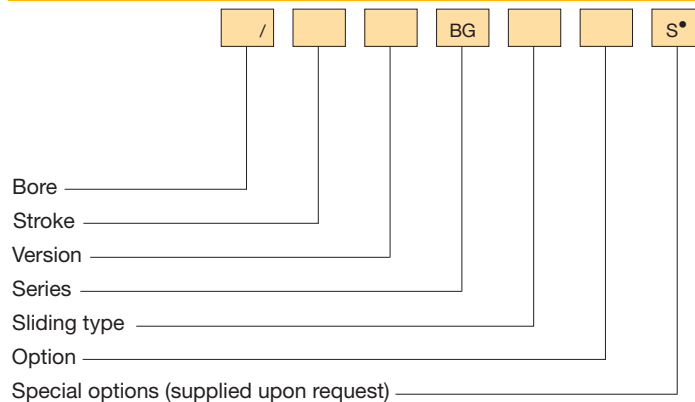 / BG S●
Bore
Stroke
Version
Series
Sliding type
Option
Special options (supplied upon request)